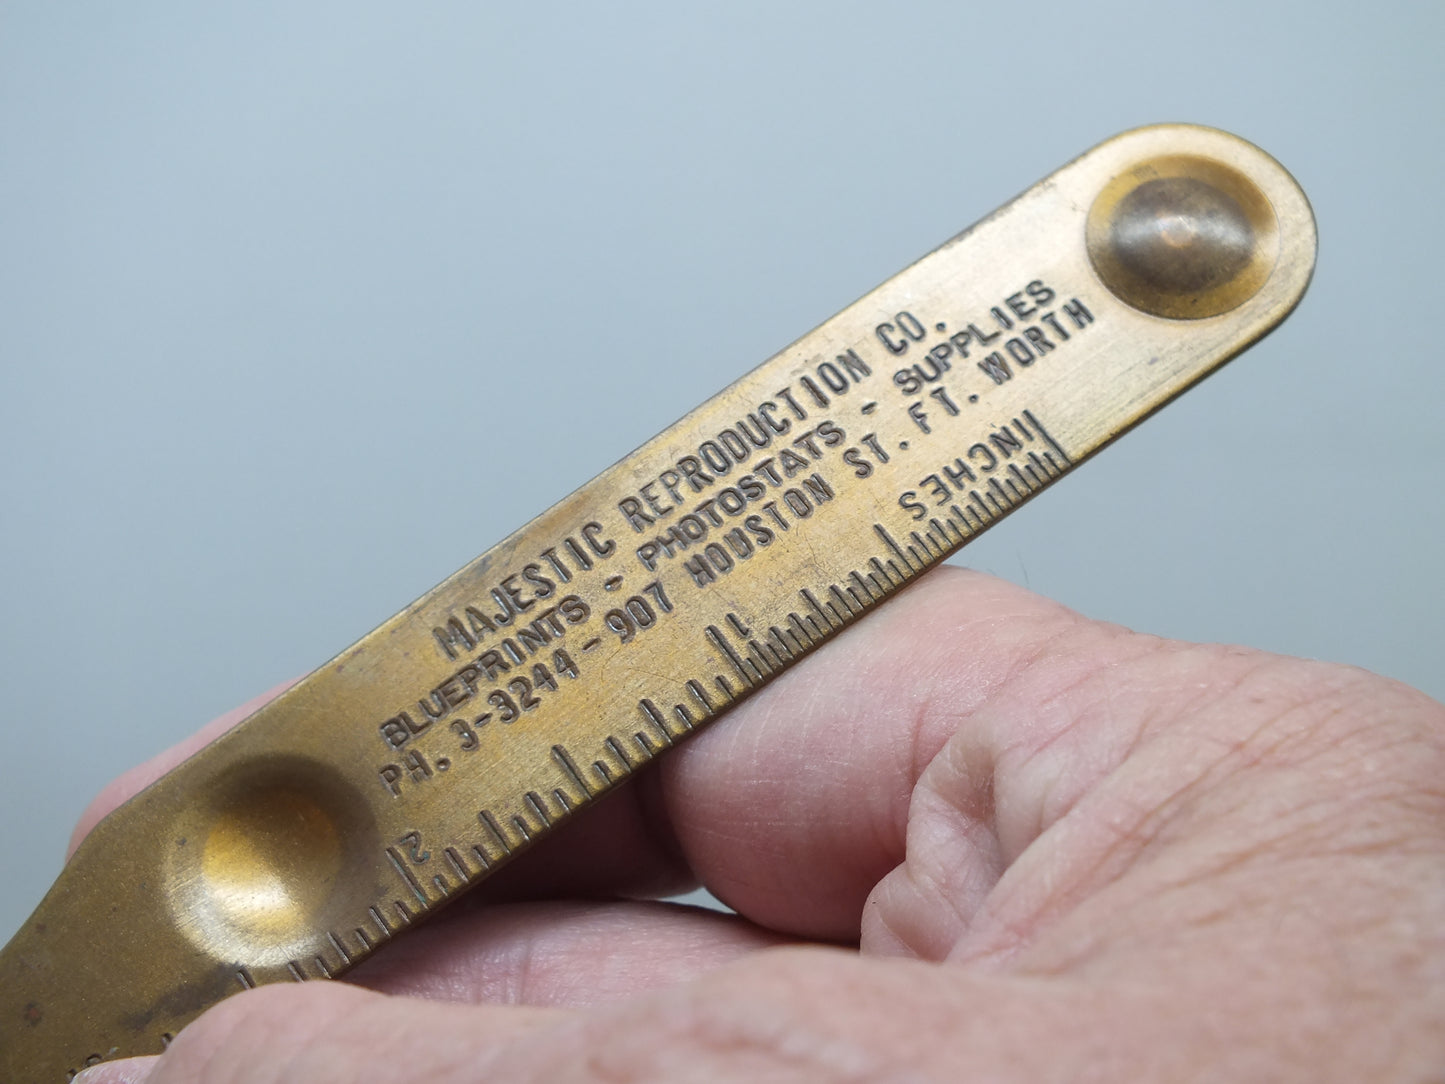 MAJESTIC REPRODUCTION CO.
BLUEPRINTS - PHOTOSTATS - SUPPLIES
PH. 3-3244 - 907 HOUSTON ST. FT. WORTH
INCHES
1
2